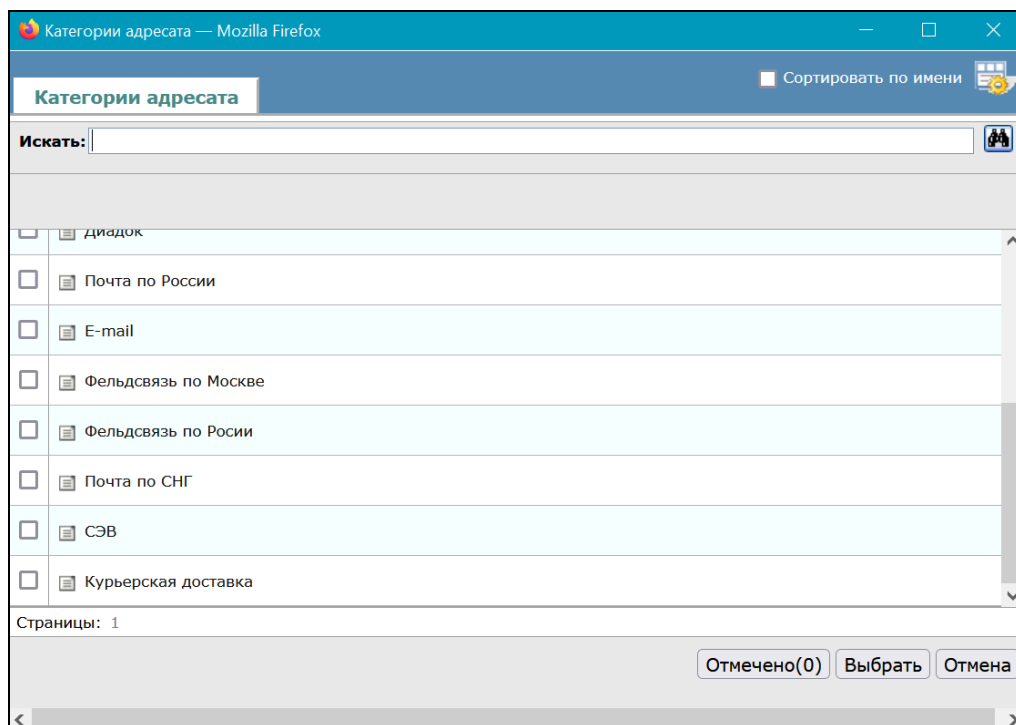 Категории адресата — Mozilla Firefox
Сортировать по имени
Категории адресата
Искать:
Диадок
Почта по России
E-mail
Фельдсвязь по Москве
Фельдсвязь по Росии
Почта по СНГ
СЭВ
Курьерская доставка
Страницы: 1
Отмечено(0) Выбрать Отмена